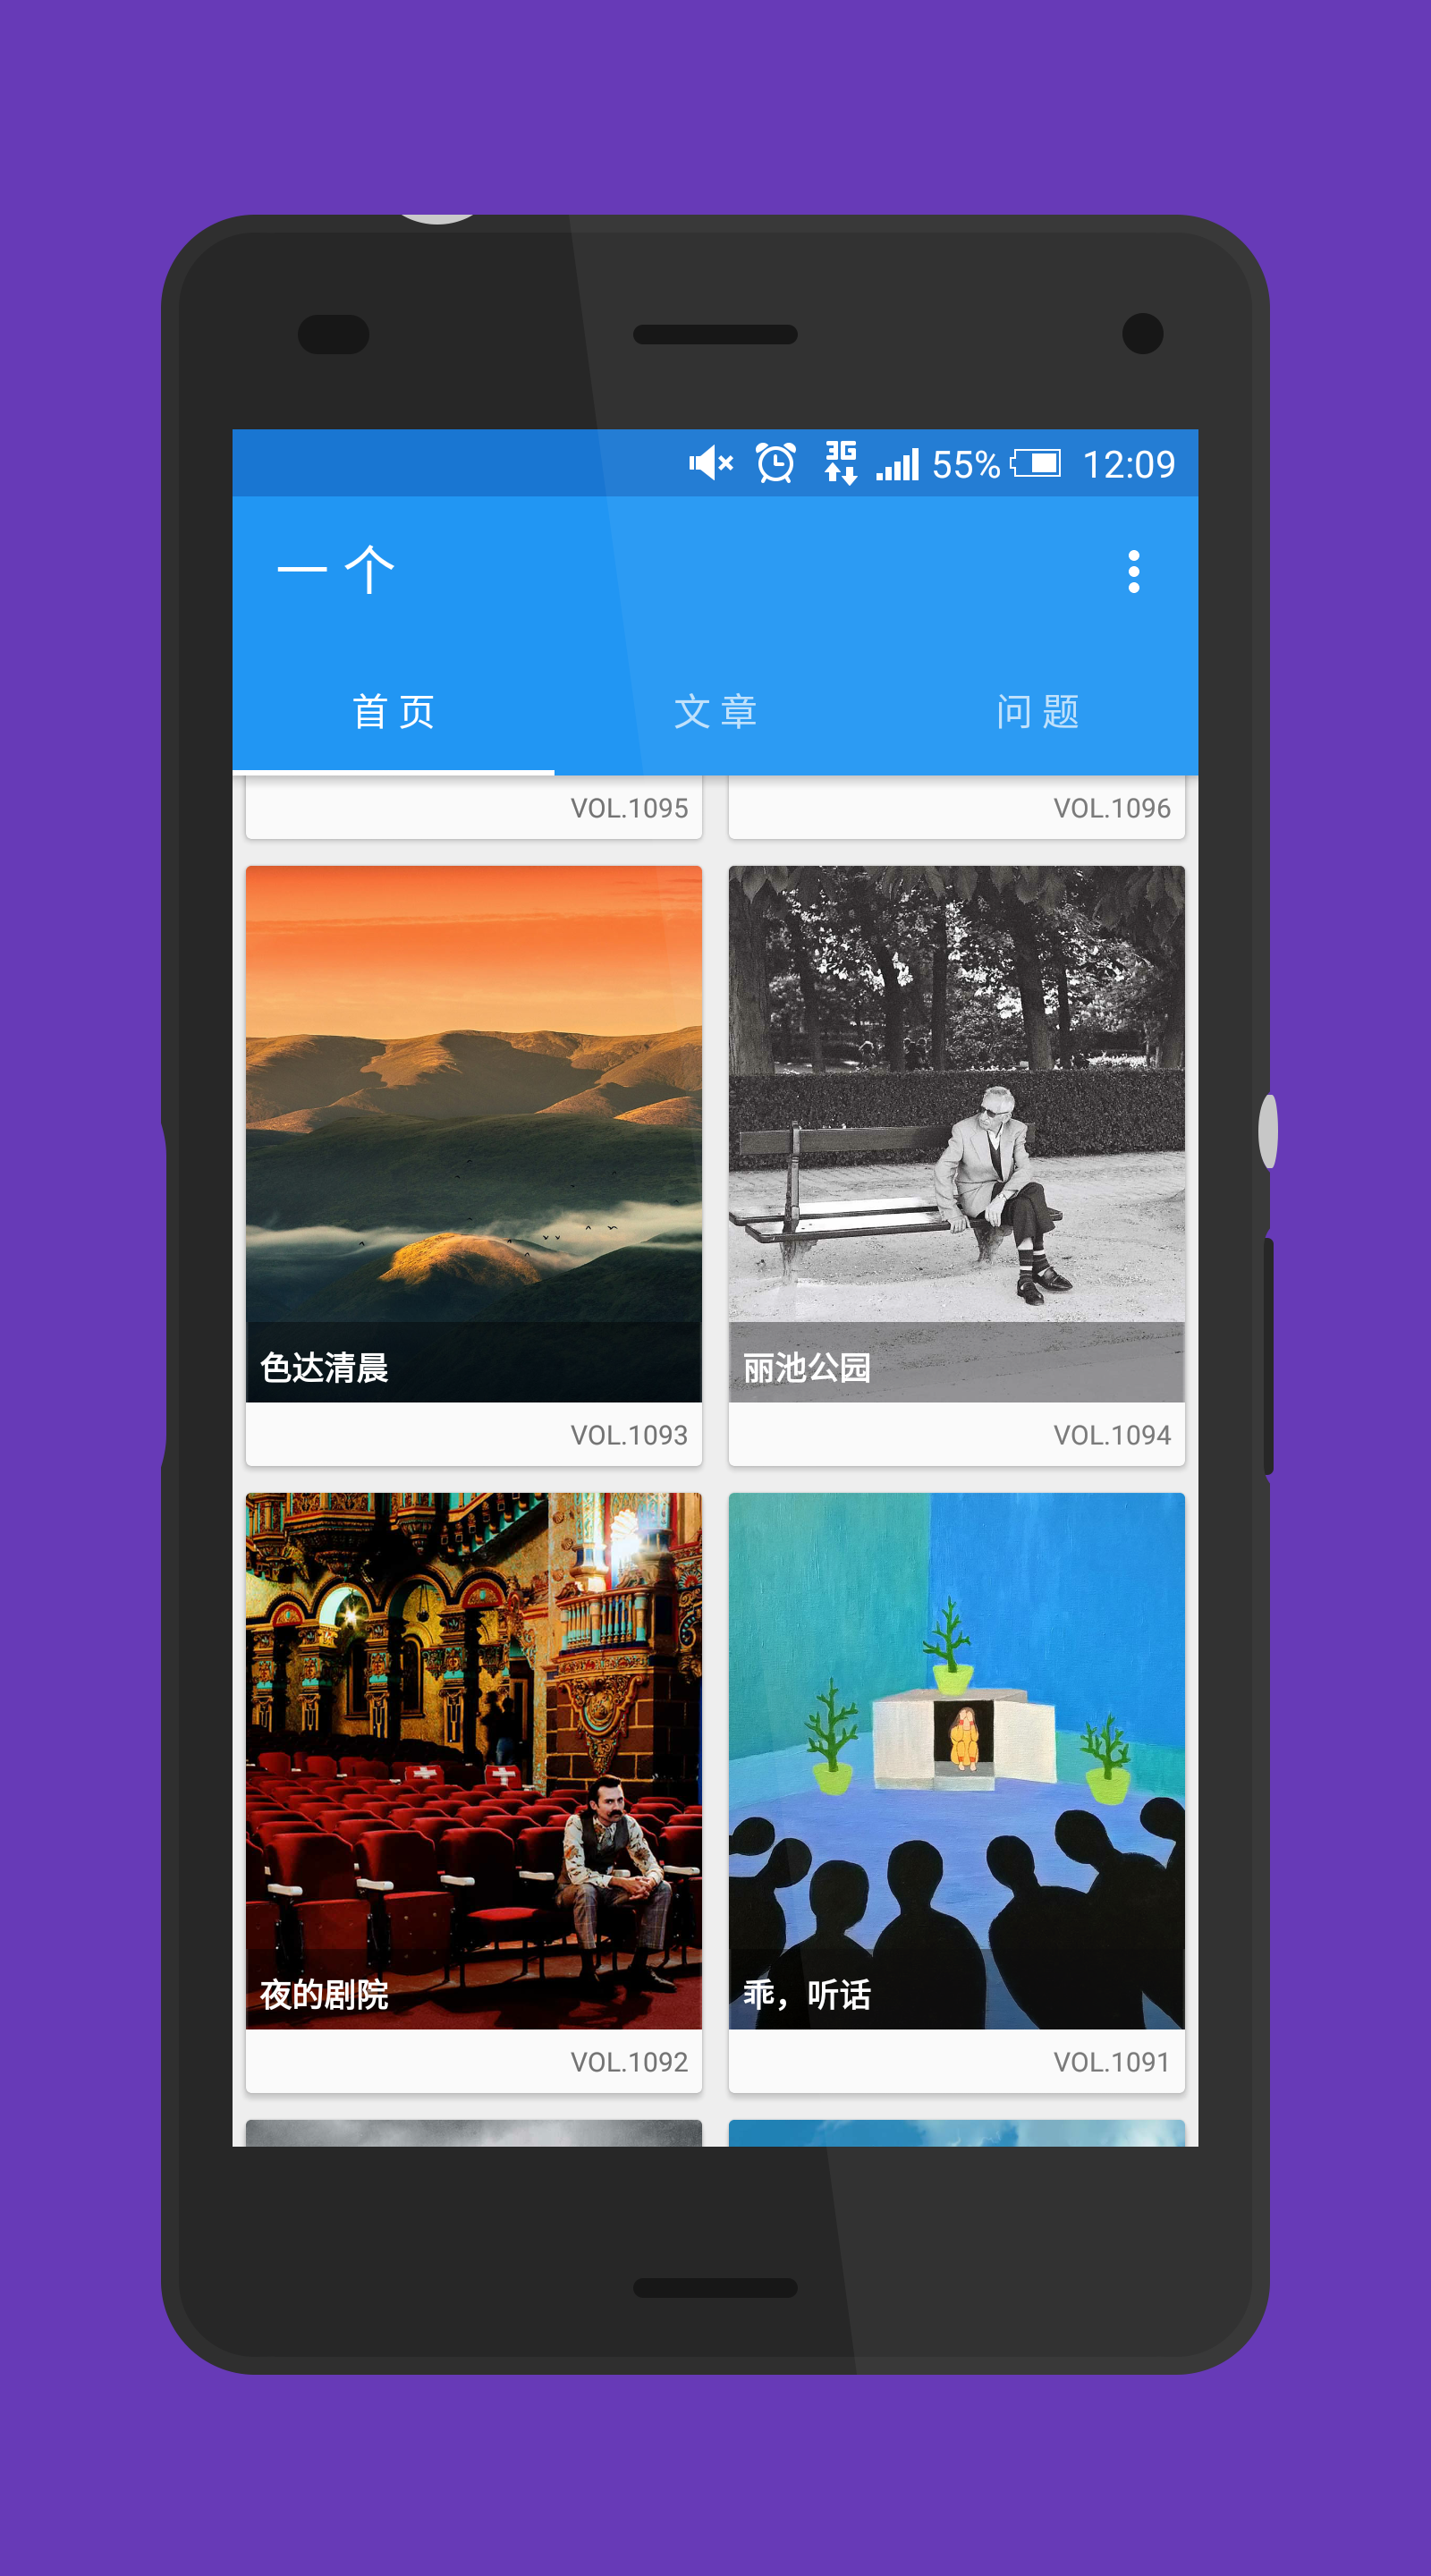 3G 55% 12:09
一个
首页 文章 问题
VOL.1095 VOL.1096
色达清晨 丽池公园
VOL.1093 VOL.1094
夜的剧院 乖，听话
VOL.1092 VOL.1091